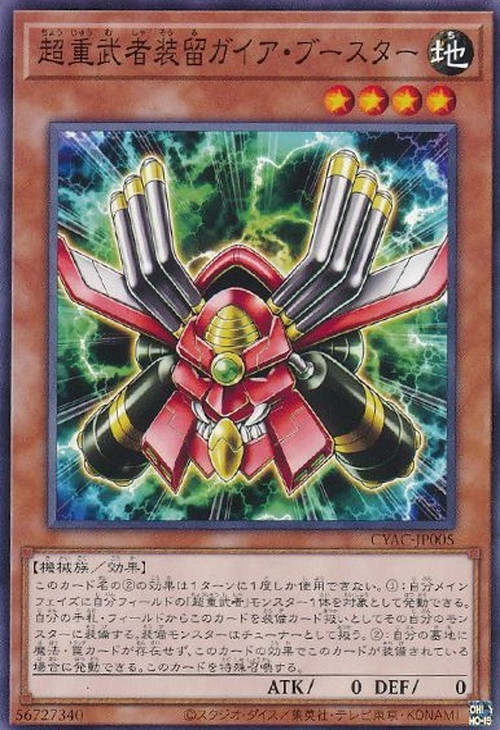 超重武者装留ガイア・ブースター
地
CYAC-JP005
【機械族／効果】
このカード名の②の効果は１ターンに１度しか使用できない。①：自分メイン
フェイズに自分フィールドの「超重武者」モンスター１体を対象として発動できる。
自分の手札・フィールドからこのカードを装備カード扱いとしてその自分のモン
スターに装備する。装備モンスターはチューナーとして扱う。②：自分の墓地に
魔法・罠カードが存在せず、このカードの効果でこのカードが装備されている
場合に発動できる。このカードを特殊召喚する。
ATK/ 0 DEF/ 0
56727340 ©スタジオ・ダイス／集英社・テレビ東京・KONAMI